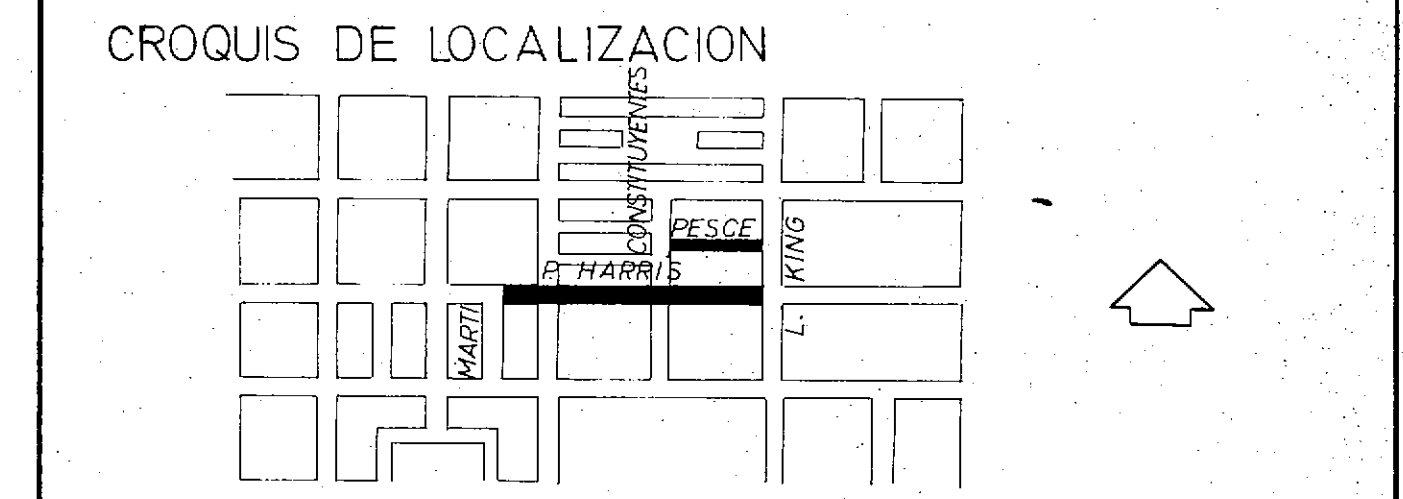 CROQUIS DE LOCALIZACION
CONSTITUYENTES
PESCE
KING
P. HARRIS
L.
MARTI